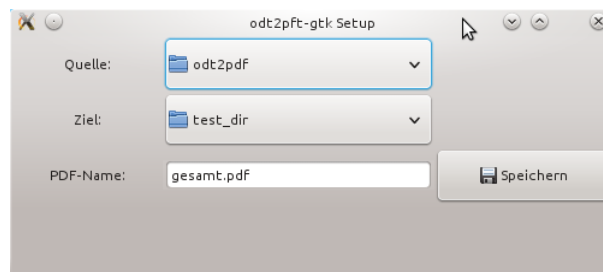 odt2pft-gtk Setup
Quelle: odt2pdf
Ziel: test_dir
PDF-Name: gesamt.pdf Speichern